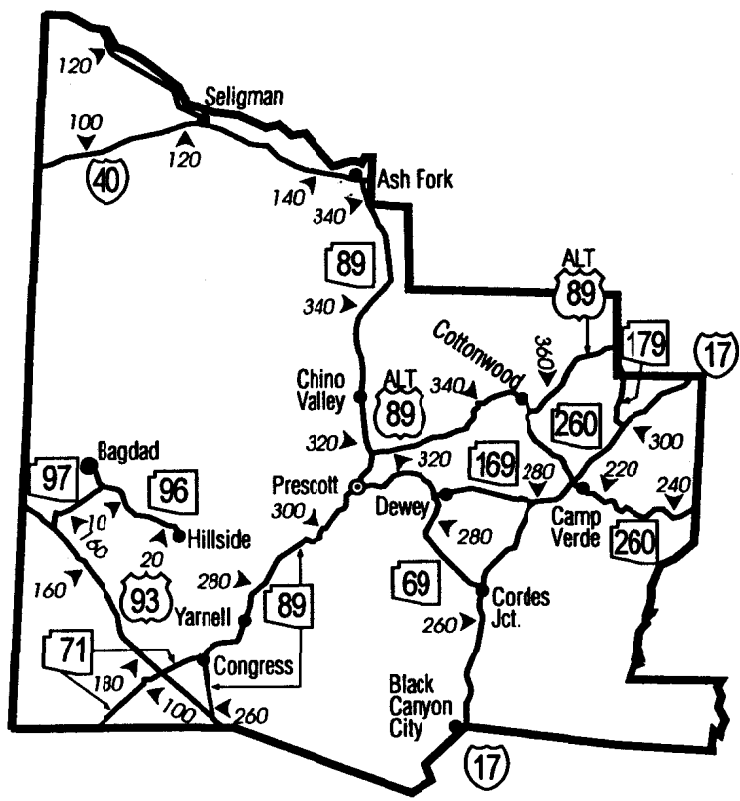 120
Seligman
100
120
40
Ash Fork
140
340
89
ALT
89
340
179
17
Cottonwood
360
Chino
Valley
ALT
89
340
260
300
320
320
169
280
220
240
Bagdad
97
96
Prescott
Dewey
Camp
Verde
260
300
10
160
Hillside
20
280
160
93
280
89
69
Cordes
Jct.
260
Yarnell
71
Congress
180
100
260
Black
Canyon
City
17